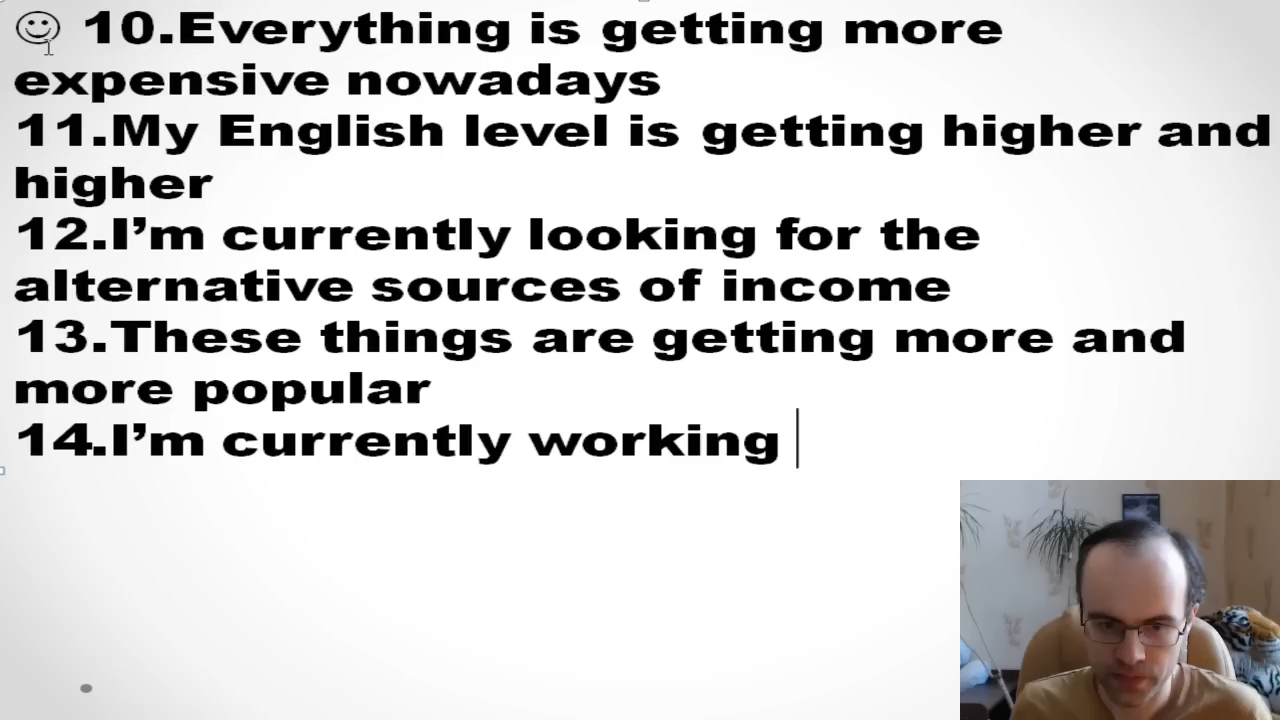 ☺ 10.Everything is getting more
expensive nowadays
11.My English level is getting higher and
higher
12.I’m currently looking for the
alternative sources of income
13.These things are getting more and
more popular
14.I’m currently working